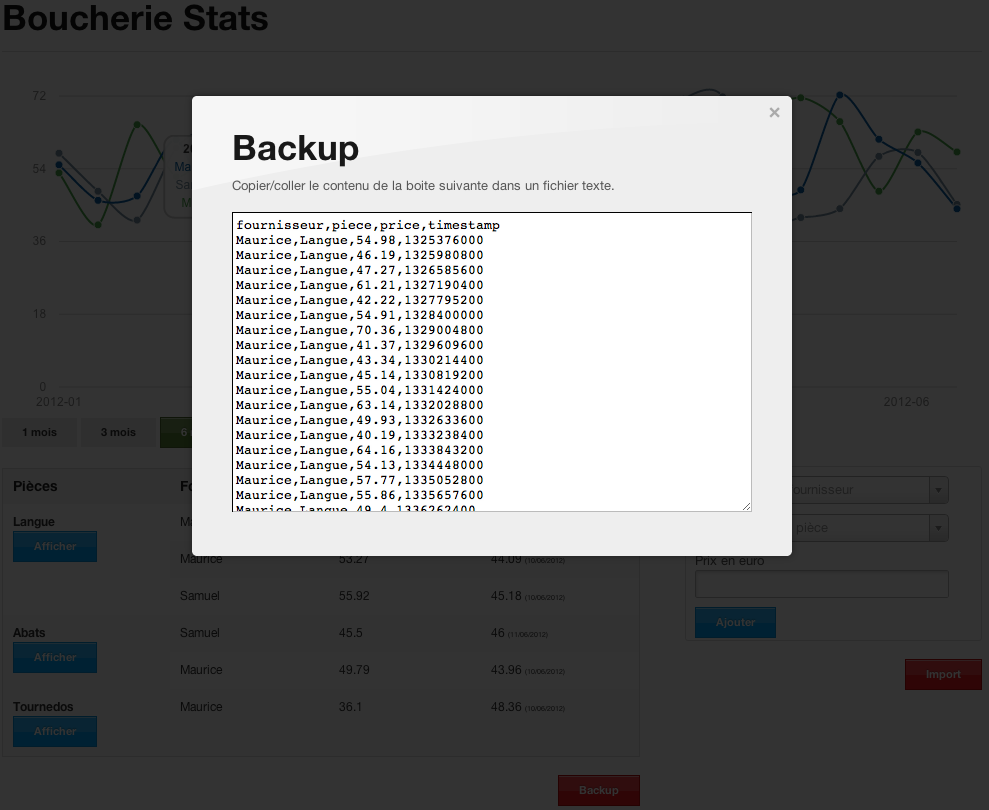 Boucherie Stats
72
54
36
18
0
2012-01
2012-06
1 mois
3 mois
6
Backup
×
Copier/coller le contenu de la boite suivante dans un fichier texte.
fournisseur,piece,price,timestamp
Maurice,Langue,54.98,1325376000
Maurice,Langue,46.19,1325980800
Maurice,Langue,47.27,1326585600
Maurice,Langue,61.21,1327190400
Maurice,Langue,42.22,1327795200
Maurice,Langue,54.91,1328400000
Maurice,Langue,70.36,1329004800
Maurice,Langue,41.37,1329609600
Maurice,Langue,43.34,1330214400
Maurice,Langue,45.14,1330819200
Maurice,Langue,55.04,1331424000
Maurice,Langue,63.14,1332028800
Maurice,Langue,49.93,1332633600
Maurice,Langue,40.19,1333238400
Maurice,Langue,64.16,1333843200
Maurice,Langue,54.13,1334448000
Maurice,Langue,57.77,1335052800
Maurice,Langue,55.86,1335657600
Maurice,Langue,49.4,1336262400
Pièces
Langue
Afficher
Maurice 53.27 44.09 (10/06/2012)
Samuel 55.92 45.18 (10/06/2012)
Abats Samuel 45.5 46 (11/06/2012)
Afficher
Maurice 49.79 43.96 (10/06/2012)
Tournedos Maurice 36.1 48.36 (10/06/2012)
Afficher
pièce
Prix en euro
Ajouter
Import
Backup